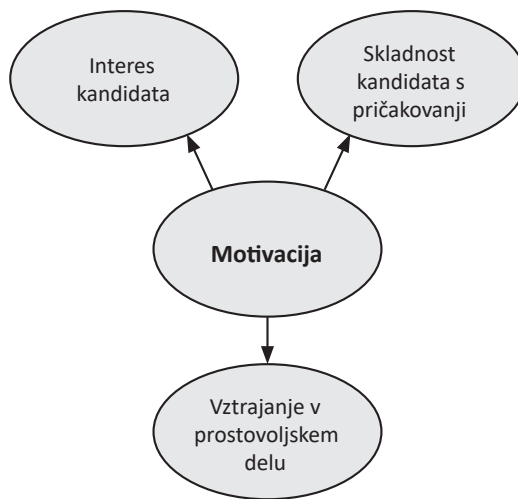 Interes
kandidata
Skladnost
kandidata s
pričakovanji
Motivacija
Vztrajanje v
prostovoljskem
delu